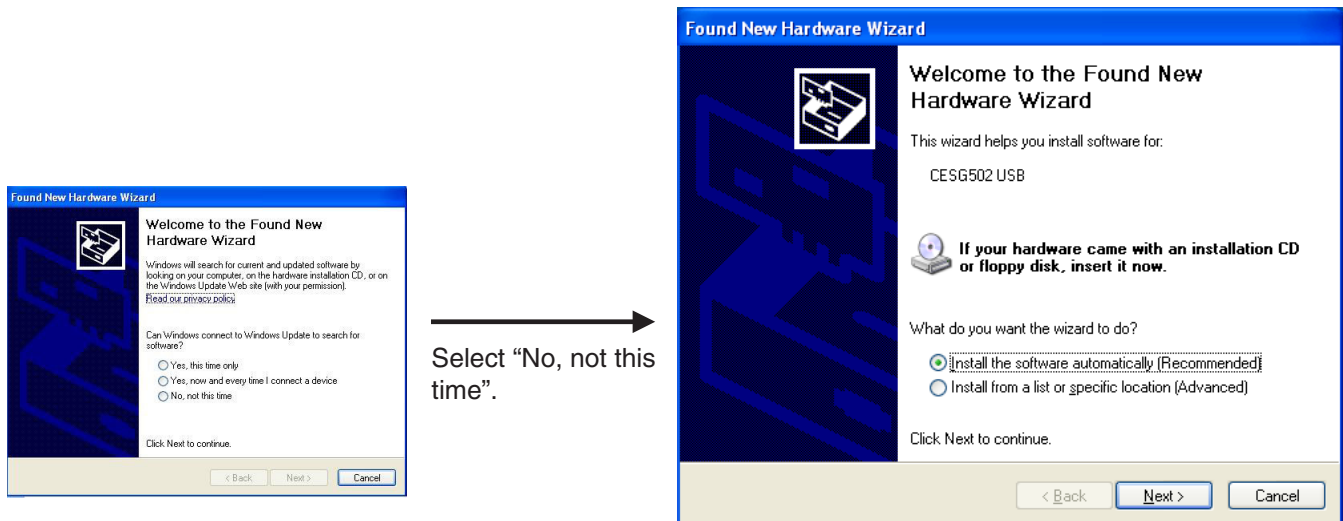 Found New Hardware Wizard
Welcome to the Found New
Hardware Wizard
Windows will search for current and updated software by
looking on your computer, on the hardware installation CD, or on
the Windows Update Web site (with your permission).
Read our privacy policy
Can Windows connect to Windows Update to search for
software?
Yes, this time only
Yes, now and every time I connect a device
No, not this time
Click Next to continue.
< Back Next > Cancel
Select “No, not this
time”.
Found New Hardware Wizard
Welcome to the Found New
Hardware Wizard
This wizard helps you install software for:
CESG502 USB
If your hardware came with an installation CD
or floppy disk, insert it now.
What do you want the wizard to do?
Install the software automatically (Recommended)
Install from a list or specific location (Advanced)
Click Next to continue.
< Back Next > Cancel